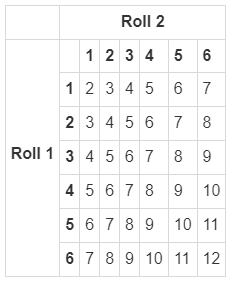 Roll 2
1 2 3 4 5 6
1 2 3 4 5 6 7
2 3 4 5 6 7 8
Roll 1 3 4 5 6 7 8 9
4 5 6 7 8 9 10
5 6 7 8 9 10 11
6 7 8 9 10 11 12